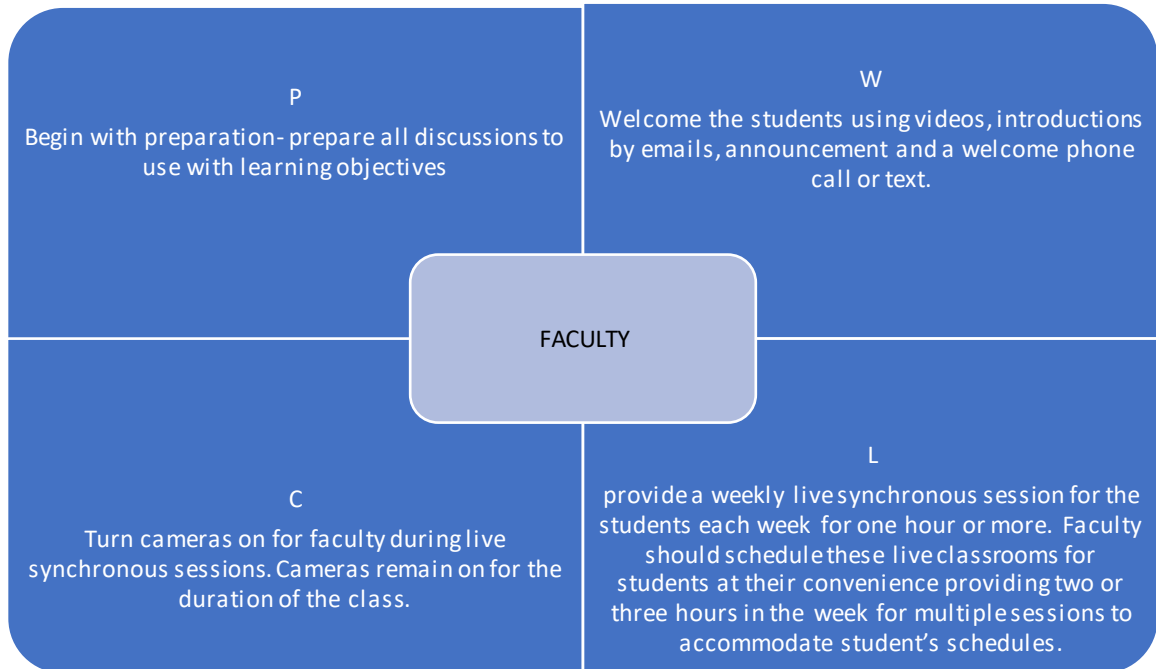 P
Begin with preparation- prepare all discussions to
use with learning objectives
W
Welcome the students using videos, introductions
by emails, announcement and a welcome phone
call or text.
FACULTY
C
Turn cameras on for faculty during live
synchronous sessions. Cameras remain on for the
duration of the class.
L
provide a weekly live synchronous session for the
students each week for one hour or more. Faculty
should schedule these live classrooms for
students at their convenience providing two or
three hours in the week for multiple sessions to
accommodate student’s schedules.